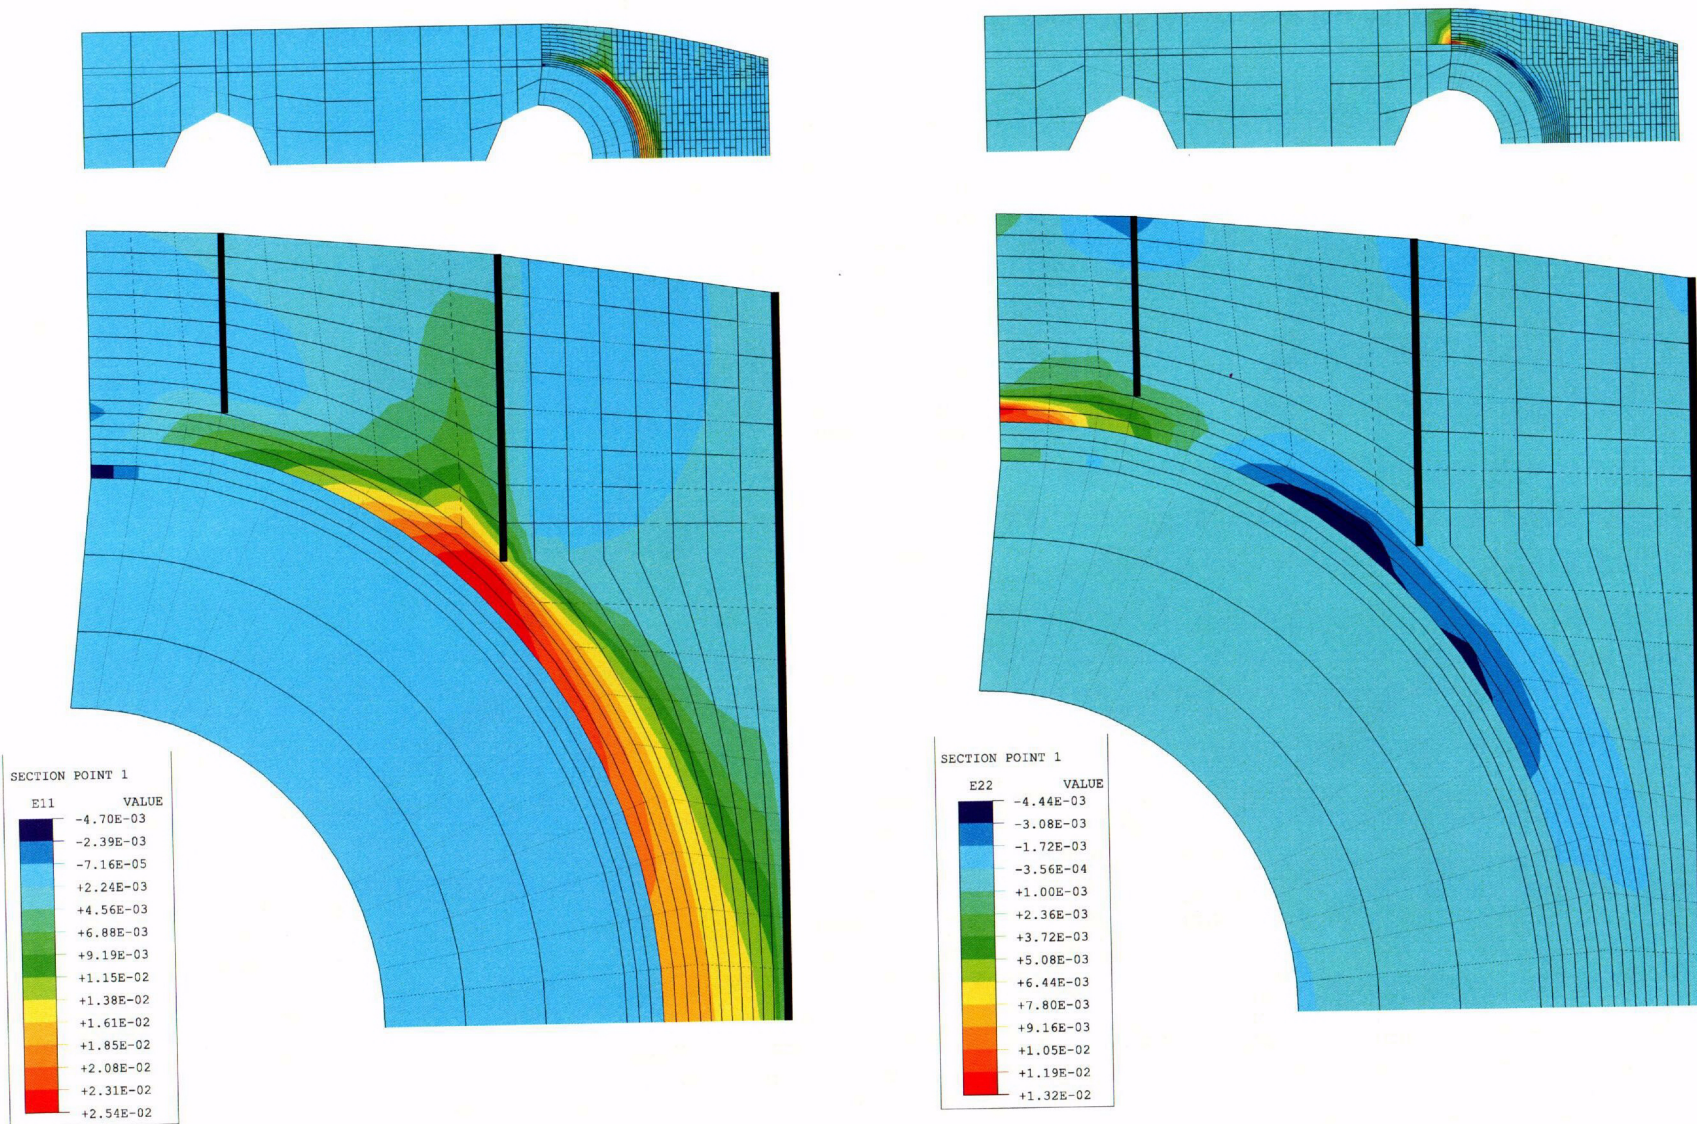 SECTION POINT 1
E11 VALUE
-4.70E-03
-2.39E-03
-7.16E-05
+2.24E-03
+4.56E-03
+6.88E-03
+9.19E-03
+1.15E-02
+1.38E-02
+1.61E-02
+1.85E-02
+2.08E-02
+2.31E-02
+2.54E-02
SECTION POINT 1
E22 VALUE
-4.44E-03
-3.08E-03
-1.72E-03
-3.56E-04
+1.00E-03
+2.36E-03
+3.72E-03
+5.08E-03
+6.44E-03
+7.80E-03
+9.16E-03
+1.05E-02
+1.19E-02
+1.32E-02